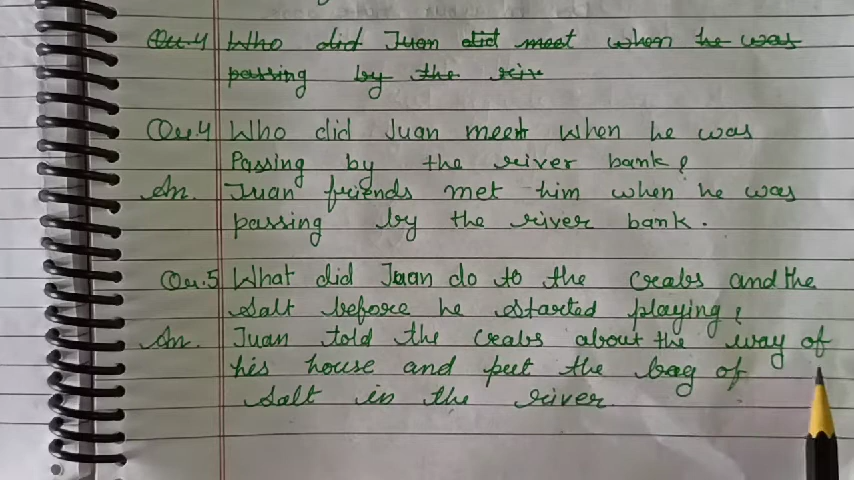 Qu.4 Who did Juan did meet when he was
passing by the riv
Qu.4 Who did Juan meet when he was
Passing by the river bank?
An. Juan friends met him when he was
passing by the river bank.
Qu.5 What did Juan do to the Crabs and the
Salt before he started playing?
An. Juan told the Crabs about the way of
his house and put the bag of
Salt in the river